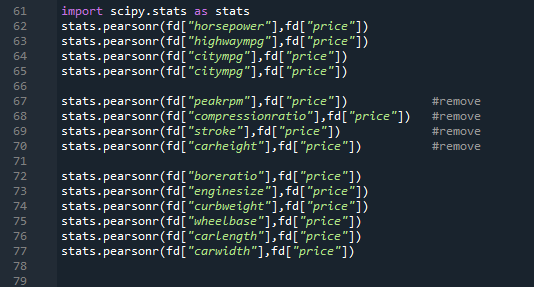 61 import scipy.stats as stats
62 stats.pearsonr(fd["horsepower"],fd["price"])
63 stats.pearsonr(fd["highwaympg"],fd["price"])
64 stats.pearsonr(fd["citympg"],fd["price"])
65 stats.pearsonr(fd["citympg"],fd["price"])
66
67 stats.pearsonr(fd["peakrpm"],fd["price"]) #remove
68 stats.pearsonr(fd["compressionratio"],fd["price"]) #remove
69 stats.pearsonr(fd["stroke"],fd["price"]) #remove
70 stats.pearsonr(fd["carheight"],fd["price"]) #remove
71
72 stats.pearsonr(fd["boreratio"],fd["price"])
73 stats.pearsonr(fd["enginesize"],fd["price"])
74 stats.pearsonr(fd["curbweight"],fd["price"])
75 stats.pearsonr(fd["wheelbase"],fd["price"])
76 stats.pearsonr(fd["carlength"],fd["price"])
77 stats.pearsonr(fd["carwidth"],fd["price"])
78
79